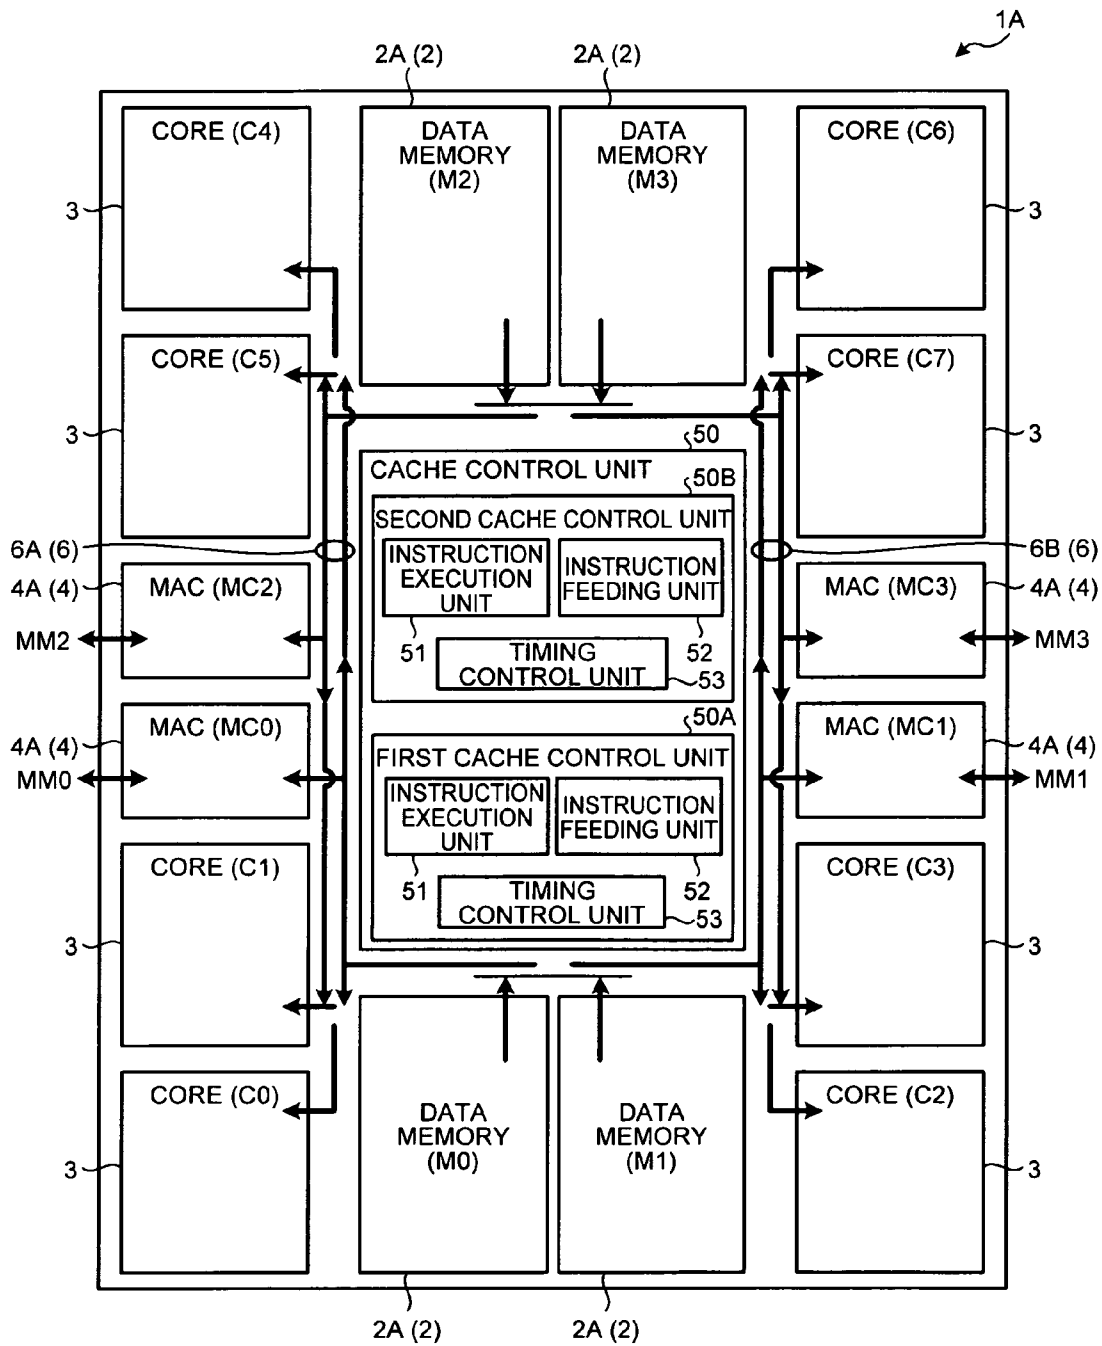 1A
2A (2)
2A (2)
CORE (C4)
DATA
MEMORY
(M2)
DATA
MEMORY
(M3)
CORE (C6)
3
3
CORE (C5)
CORE (C7)
3
3
50
CACHE CONTROL UNIT
50B
SECOND CACHE CONTROL UNIT
INSTRUCTION
EXECUTION
UNIT
INSTRUCTION
FEEDING UNIT
51
52
TIMING
CONTROL UNIT
53
6A (6)
6B (6)
4A (4)
MAC (MC2)
MAC (MC3)
4A (4)
MM2
MM3
50A
FIRST CACHE CONTROL UNIT
INSTRUCTION
EXECUTION
UNIT
INSTRUCTION
FEEDING UNIT
51
52
TIMING
CONTROL UNIT
53
4A (4)
MAC (MC0)
MAC (MC1)
4A (4)
MM0
MM1
CORE (C1)
CORE (C3)
3
3
CORE (C0)
DATA
MEMORY
(M0)
DATA
MEMORY
(M1)
CORE (C2)
3
3
2A (2)
2A (2)